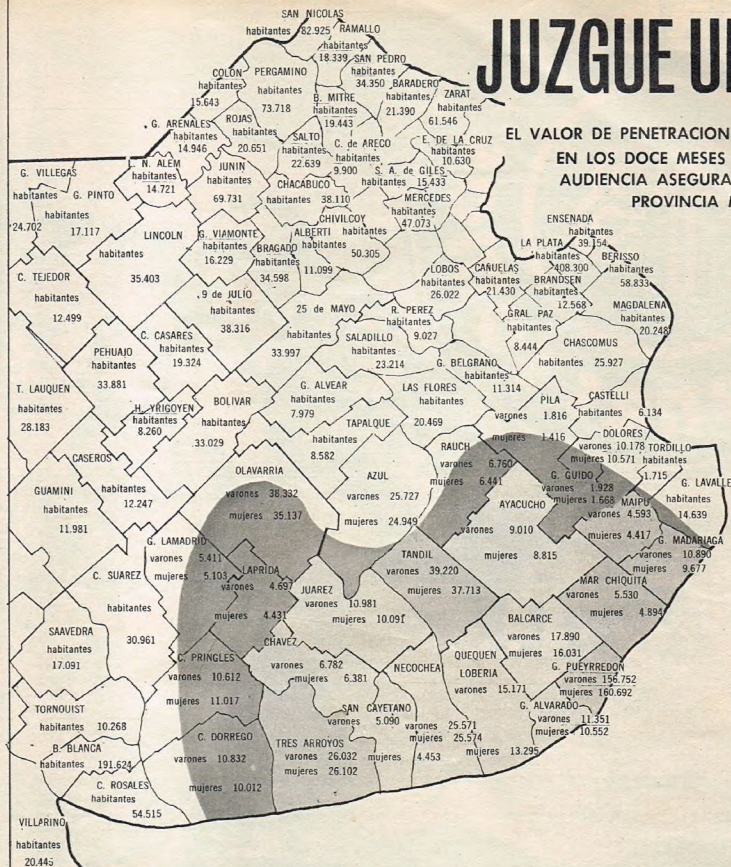 JUZGUE
EL VALOR DE PENETRACION
EN LOS DOCE MESES
AUDIENCIA ASEGURA
PROVINCIA
SAN NICOLAS
habitantes 82.925
RAMALLO
habitantes
18.339
SAN PEDRO
habitantes
34.350
COLON
habitantes
15.643
PERGAMINO
habitantes
73.718
B. MITRE
habitantes
19.443
BARADERO
habitantes
21.390
ZARAT
habitantes
61.546
G. ARENALES
habitantes
14.946
ROJAS
habitantes
20.651
SALTO
habitantes
22.639
C. de ARECO
habitantes
9.900
E. DE LA CRUZ
habitantes
10.630
S. A. de GILES
habitantes 15.433
G. VILLEGAS
habitantes
24.702
G. PINTO
habitantes
17.117
L. N. ALEM
habitantes
14.721
JUNIN
habitantes
69.731
CHACABUCO
habitantes 38.110
MERCEDES
habitantes
47.073
LINCOLN
habitantes
35.403
G. VIAMONTE
habitantes
16.229
BRAGADO
habitantes
34.598
ALBERTI
habitantes
11.099
CHIVILCOY
habitantes
50.305
ENSENADA
habitantes
39.154
LA PLATA
habitantes
408.300
BERISSO
habitantes
58.833
C. TEJEDOR
habitantes
12.499
9 de JULIO
habitantes
38.316
25 de MAYO
habitantes
33.997
LOBOS
habitantes
26.022
CAÑUELAS
habitantes
21.430
BRANDSEN
habitantes
12.568
MAGDALENA
habitantes
20.248
PEHUAJO
habitantes
33.881
C. CASARES
habitantes
19.324
R. PEREZ
habitantes
9.027
SALADILLO
habitantes
23.214
GRAL. PAZ
habitantes
8.444
CHASCOMUS
habitantes 25.927
T. LAUQUEN
habitantes
28.183
H. YRIGOYEN
habitantes
8.260
BOLIVAR
habitantes
33.029
G. ALVEAR
habitantes
7.979
LAS FLORES
habitantes
20.469
G. BELGRANO
habitantes
11.314
PILA
varones 1.816
mujeres 1.416
CASTELLI
habitantes 6.134
TAPALQUE
habitantes
8.582
DOLORES
varones 10.178
mujeres 10.571
TORDILLO
habitantes
1.715
CASEROS
habitantes
12.247
OLAVARRIA
varones 38.332
mujeres 35.137
AZUL
varones 25.727
mujeres 24.949
RAUCH
varones 6.760
mujeres 6.441
G. GUIDO
varones 1.928
mujeres 1.668
G. LAVALLE
habitantes
14.639
GUAMINI
habitantes
11.981
AYACUCHO
varones 9.010
mujeres 8.815
MAIPU
varones 4.593
mujeres 4.417
G. LAMADRID
varones 5.411
mujeres 5.103
LAPRIDA
varones 4.697
mujeres 4.431
TANDIL
varones 39.220
mujeres 37.713
G. MADARIAGA
varones 10.890
mujeres 9.677
C. SUAREZ
habitantes
30.961
JUAREZ
varones 10.981
mujeres 10.091
MAR CHIQUITA
varones 5.530
mujeres 4.894
SAAVEDRA
habitantes
17.091
CHAVEZ
varones 6.782
mujeres 6.381
BALCARCE
varones 17.890
mujeres 16.031
C. PRINGLES
varones 10.612
mujeres 11.017
NECOCHEA
varones 25.571
mujeres 25.574
QUEQUEN
LOBERIA
varones 15.171
mujeres 13.295
G. PUEYRREDON
varones 156.752
mujeres 160.692
TORNQUIST
habitantes 10.268
SAN CAYETANO
varones 5.090
mujeres 4.453
G. ALVARADO
varones 11.351
mujeres 10.552
B. BLANCA
habitantes 191.624
C. DORREGO
varones 10.832
mujeres 10.012
TRES ARROYOS
varones 26.032
mujeres 26.102
C. ROSALES
habitantes
54.515
VILLARINO
habitantes
20.445